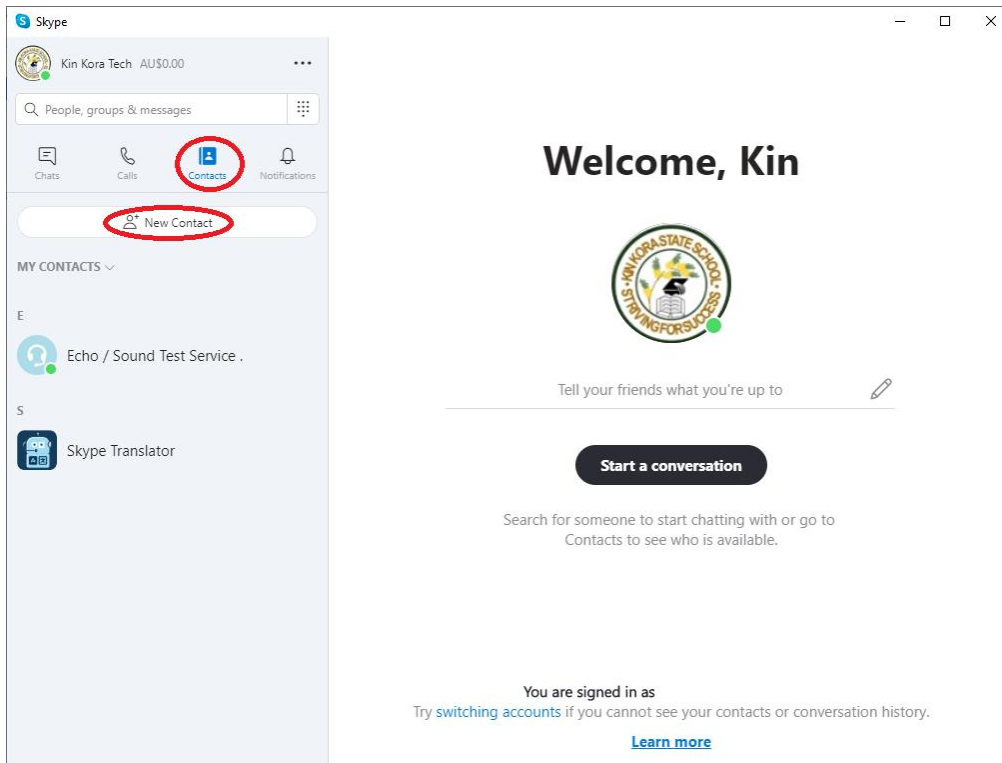 Skype
Kin Kora Tech AU$0.00
People, groups & messages
Chats
Calls
Contacts
Notifications
New Contact
MY CONTACTS
E
Echo / Sound Test Service .
S
Skype Translator
Welcome, Kin
KIN KORA STATE SCHOOL
STRIVING FOR SUCCESS
Tell your friends what you're up to
Start a conversation
Search for someone to start chatting with or go to
Contacts to see who is available.
You are signed in as
Try switching accounts if you cannot see your contacts or conversation history.
Learn more